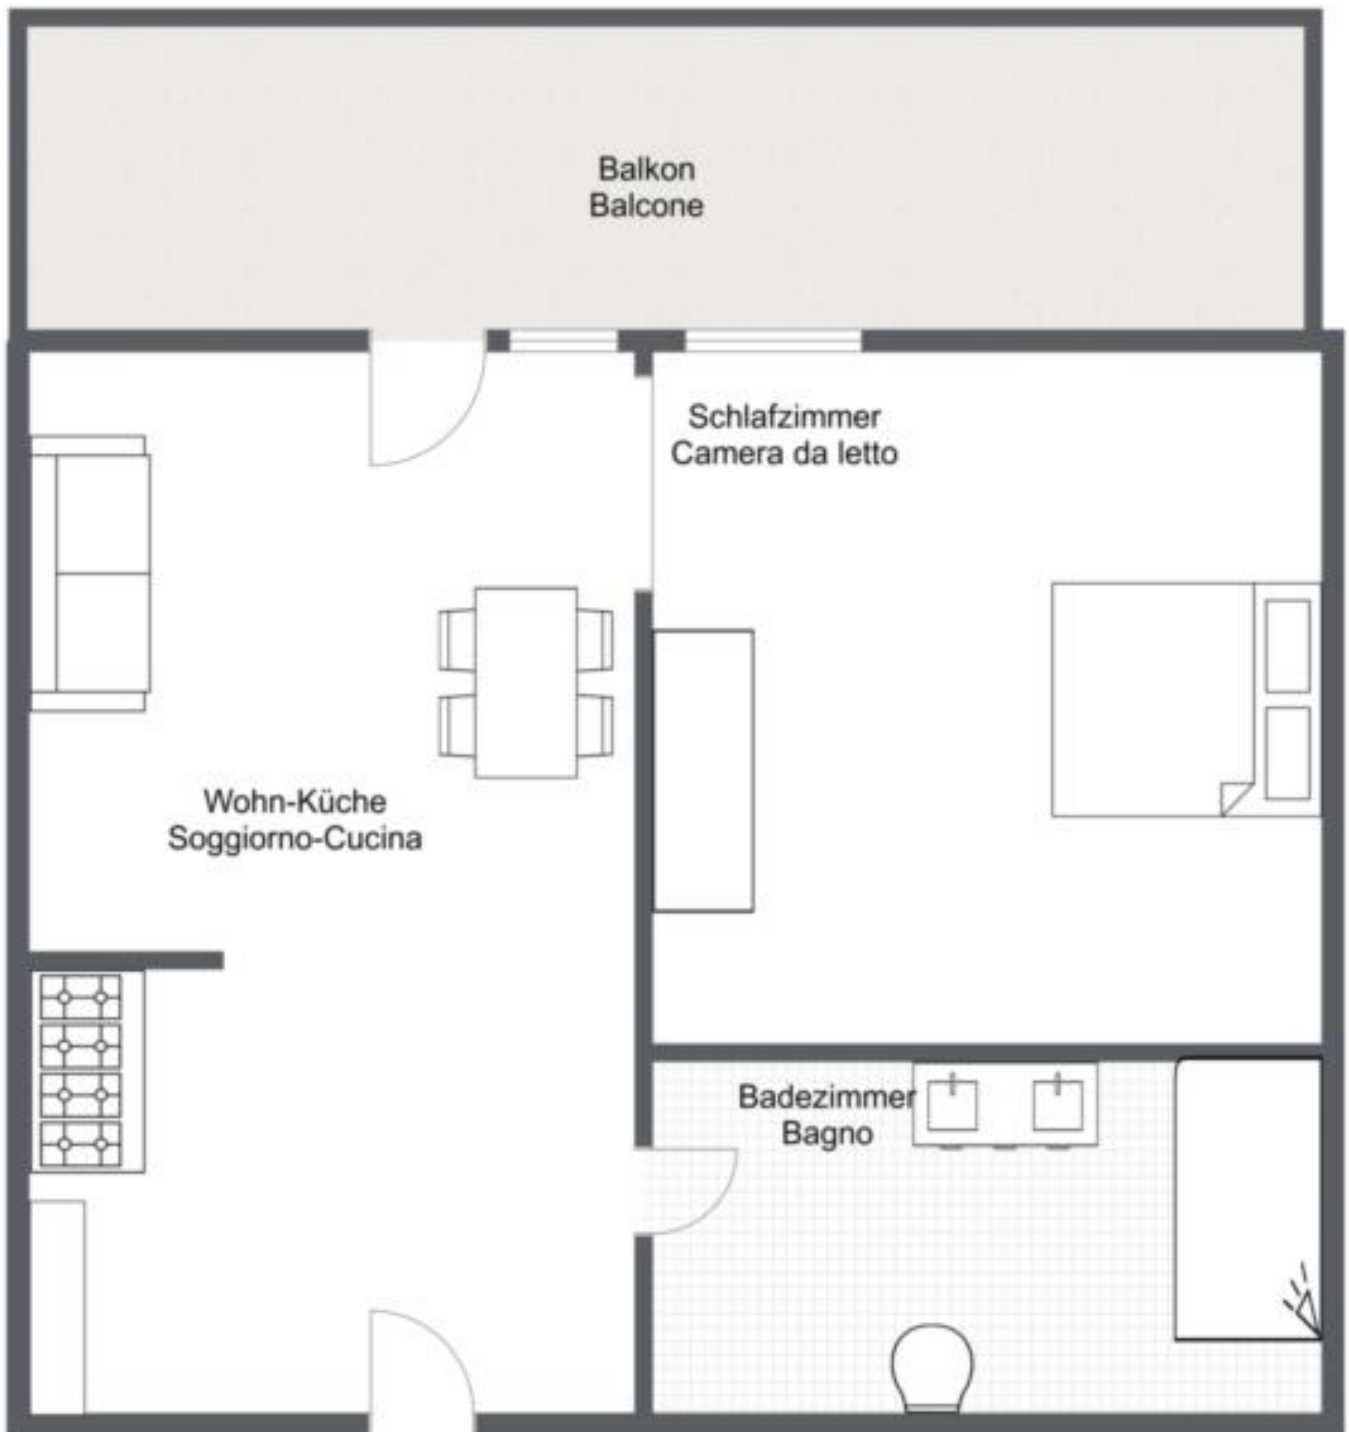 Balkon
Balcone
Schlafzimmer
Camera da letto
Wohn-Küche
Soggiorno-Cucina
Badezimmer
Bagno